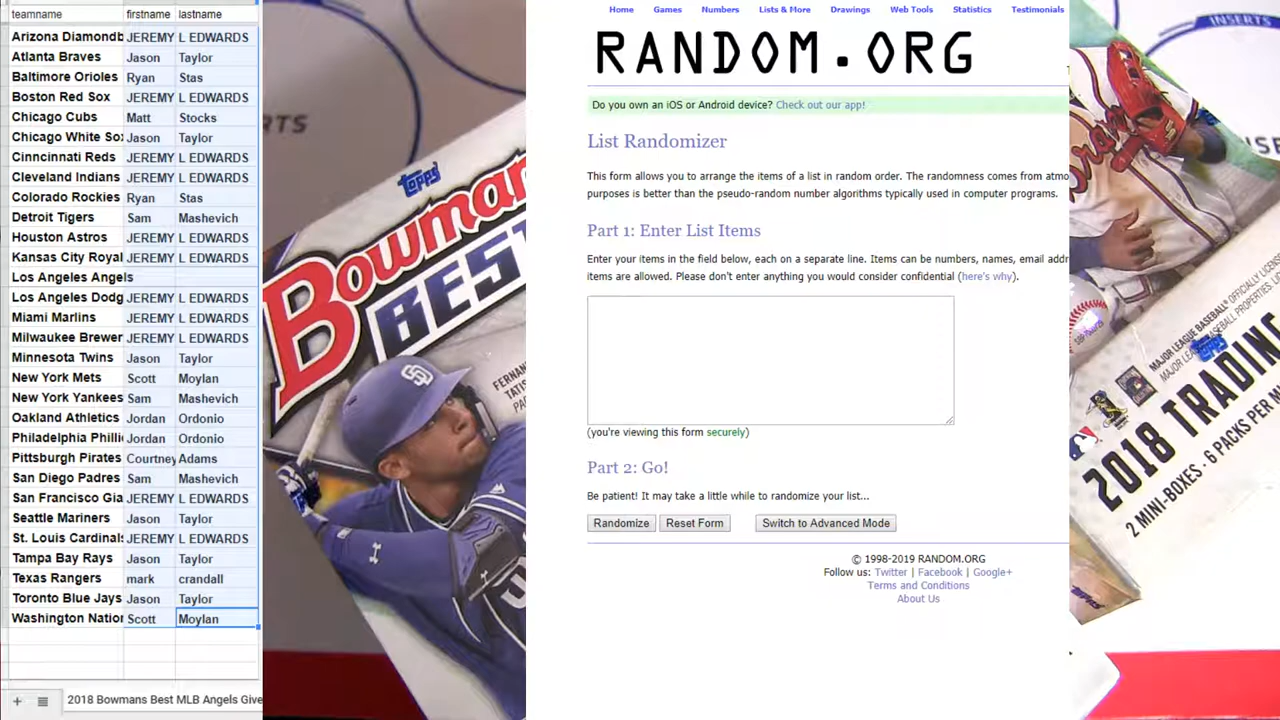 teamname firstname lastname
Arizona Diamondb JEREMY L EDWARDS
Atlanta Braves Jason Taylor
Baltimore Orioles Ryan Stas
Boston Red Sox JEREMY L EDWARDS
Chicago Cubs Matt Stocks
Chicago White Sox Jason Taylor
Cinncinnati Reds JEREMY L EDWARDS
Cleveland Indians JEREMY L EDWARDS
Colorado Rockies Ryan Stas
Detroit Tigers Sam Mashevich
Houston Astros JEREMY L EDWARDS
Kansas City Royal JEREMY L EDWARDS
Los Angeles Angels
Los Angeles Dodg JEREMY L EDWARDS
Miami Marlins JEREMY L EDWARDS
Milwaukee Brewer JEREMY L EDWARDS
Minnesota Twins Jason Taylor
New York Mets Scott Moylan
New York Yankees Sam Mashevich
Oakland Athletics Jordan Ordonio
Philadelphia Philli Jordan Ordonio
Pittsburgh Pirates Courtney Adams
San Diego Padres Sam Mashevich
San Francisco Gia JEREMY L EDWARDS
Seattle Mariners Jason Taylor
St. Louis Cardinals JEREMY L EDWARDS
Tampa Bay Rays Jason Taylor
Texas Rangers mark crandall
Toronto Blue Jays Jason Taylor
Washington Nation Scott Moylan
2018 Bowmans Best MLB Angels Give
topps
Bowman
BEST
FERNAN
TATIS
Home Games Numbers Lists & More Drawings Web Tools Statistics Testimonials
RANDOM.ORG
Do you own an iOS or Android device? Check out our app!
List Randomizer
This form allows you to arrange the items of a list in random order. The randomness comes from atmo
purposes is better than the pseudo-random number algorithms typically used in computer programs.
Part 1: Enter List Items
Enter your items in the field below, each on a separate line. Items can be numbers, names, email addr
items are allowed. Please don't enter anything you would consider confidential (here's why).
(you're viewing this form securely)
Part 2: Go!
Be patient! It may take a little while to randomize your list...
Randomize Reset Form Switch to Advanced Mode
© 1998-2019 RANDOM.ORG
Follow us: Twitter | Facebook | Google+
Terms and Conditions
About Us
INSERTS
Braves
topps
2018 TRADING
2 MINI-BOXES · 6 PACKS PER M